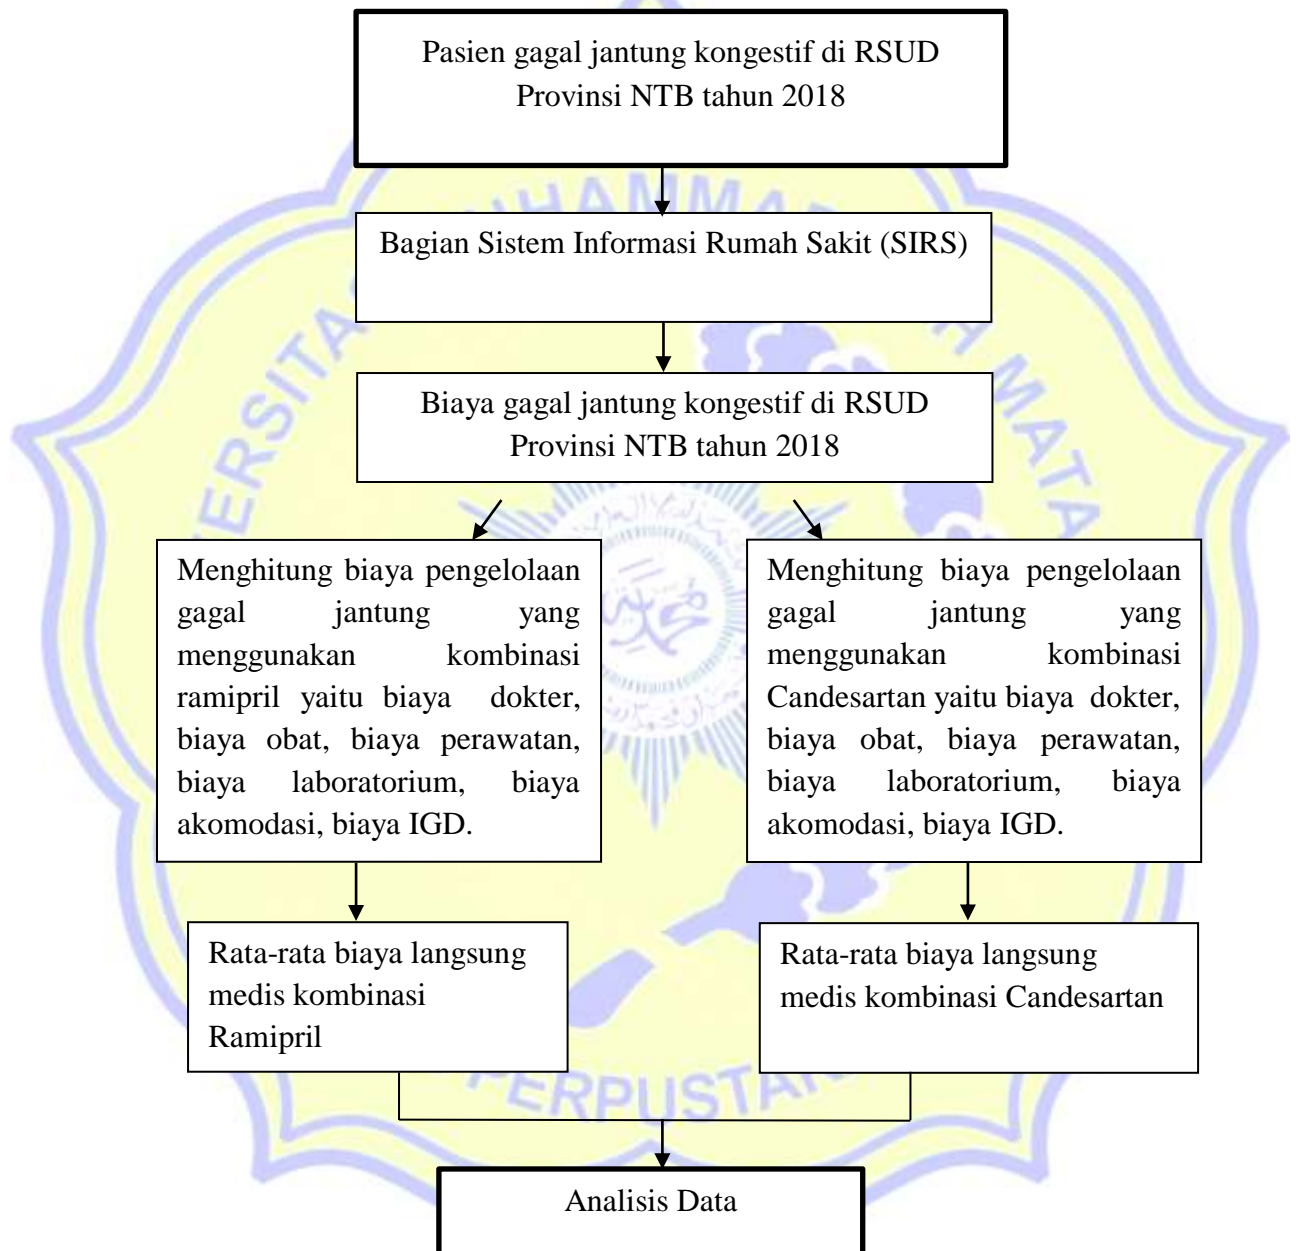 Pasien gagal jantung kongestif di RSUD
Provinsi NTB tahun 2018
Bagian Sistem Informasi Rumah Sakit (SIRS)
Biaya gagal jantung kongestif di RSUD
Provinsi NTB tahun 2018
Menghitung biaya pengelolaan
gagal jantung yang
menggunakan kombinasi
ramipril yaitu biaya dokter,
biaya obat, biaya perawatan,
biaya laboratorium, biaya
akomodasi, biaya IGD.
Menghitung biaya pengelolaan
gagal jantung yang
menggunakan kombinasi
Candesartan yaitu biaya dokter,
biaya obat, biaya perawatan,
biaya laboratorium, biaya
akomodasi, biaya IGD.
Rata-rata biaya langsung
medis kombinasi
Ramipril
Rata-rata biaya langsung
medis kombinasi Candesartan
Analisis Data